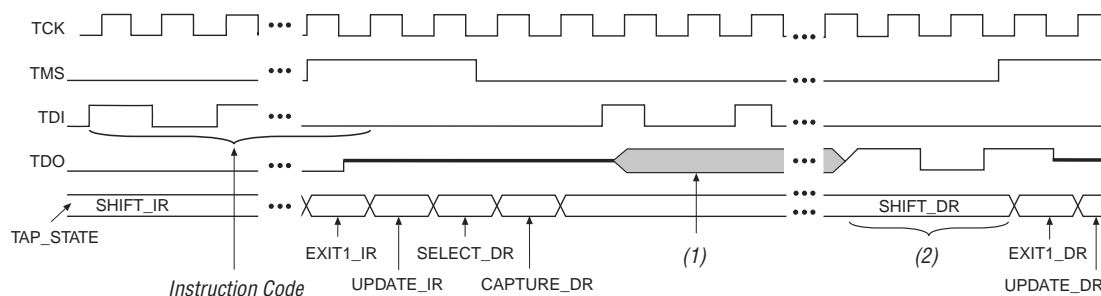 TCK
TMS
TDI
TDO
SHIFT_IR
SHIFT_DR
TAP_STATE
EXIT1_IR
SELECT_DR
(1)
(2)
EXIT1_DR
Instruction Code
UPDATE_IR
CAPTURE_DR
UPDATE_DR